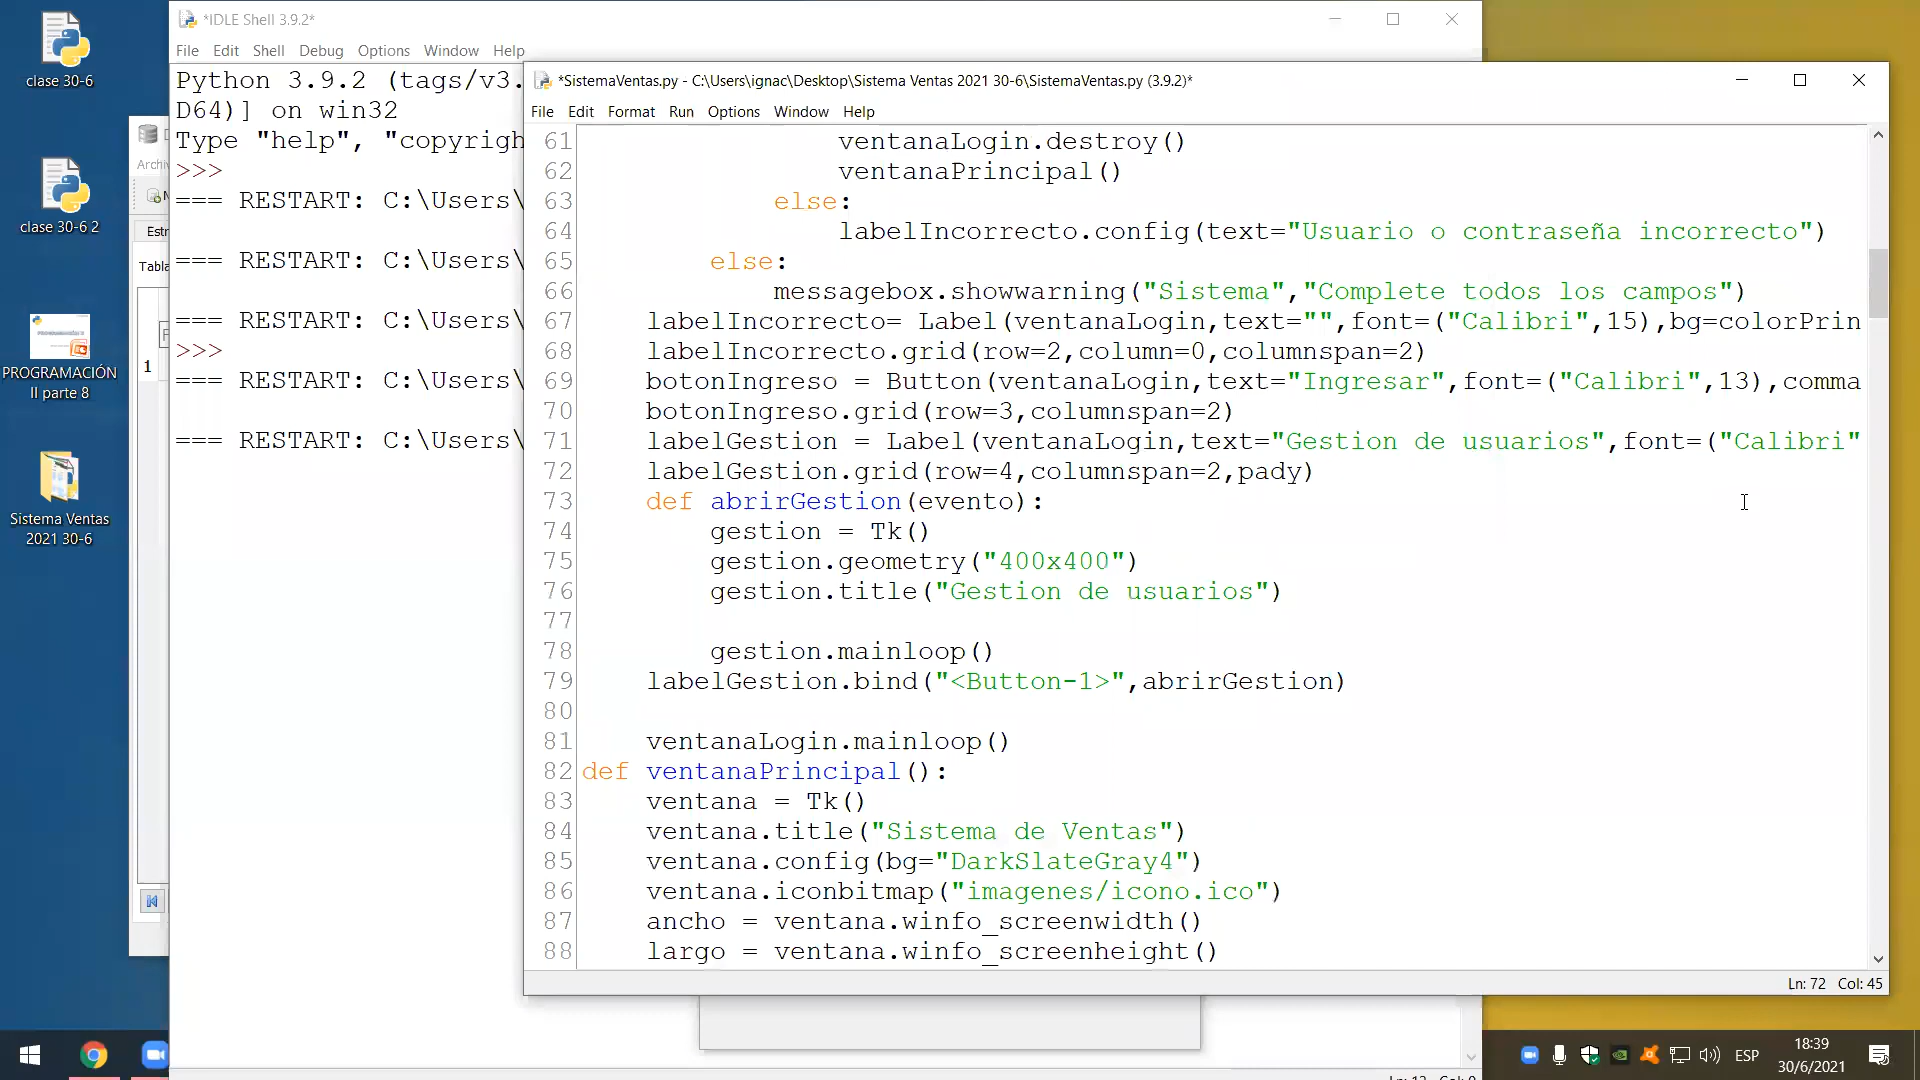 clase 30-6
clase 30-6 2
PROGRAMACIÓN
II parte 8
Sistema Ventas
2021 30-6
*IDLE Shell 3.9.2*
File Edit Shell Debug Options Window Help
Python 3.9.2 (tags/v3.
D64)] on win32
Type "help", "copyrigh
>>>
=== RESTART: C:\Users\
=== RESTART: C:\Users\
=== RESTART: C:\Users\
>>>
=== RESTART: C:\Users\
=== RESTART: C:\Users\
Archiv
Estr
Tabla
1
*SistemaVentas.py - C:\Users\ignac\Desktop\Sistema Ventas 2021 30-6\SistemaVentas.py (3.9.2)*
File Edit Format Run Options Window Help
61 ventanaLogin.destroy()
62 ventanaPrincipal()
63 else:
64 labelIncorrecto.config(text="Usuario o contraseña incorrecto")
65 else:
66 messagebox.showwarning("Sistema","Complete todos los campos")
67 labelIncorrecto= Label(ventanaLogin,text="",font=("Calibri",15),bg=colorPrin
68 labelIncorrecto.grid(row=2,column=0,columnspan=2)
69 botonIngreso = Button(ventanaLogin,text="Ingresar",font=("Calibri",13),comma
70 botonIngreso.grid(row=3,columnspan=2)
71 labelGestion = Label(ventanaLogin,text="Gestion de usuarios",font=("Calibri"
72 labelGestion.grid(row=4,columnspan=2,pady)
73 def abrirGestion(evento):
74 gestion = Tk()
75 gestion.geometry("400x400")
76 gestion.title("Gestion de usuarios")
77
78 gestion.mainloop()
79 labelGestion.bind("<Button-1>",abrirGestion)
80
81 ventanaLogin.mainloop()
82 def ventanaPrincipal():
83 ventana = Tk()
84 ventana.title("Sistema de Ventas")
85 ventana.config(bg="DarkSlateGray4")
86 ventana.iconbitmap("imagenes/icono.ico")
87 ancho = ventana.winfo_screenwidth()
88 largo = ventana.winfo_screenheight()
Ln: 72 Col: 45
ESP
18:39
30/6/2021